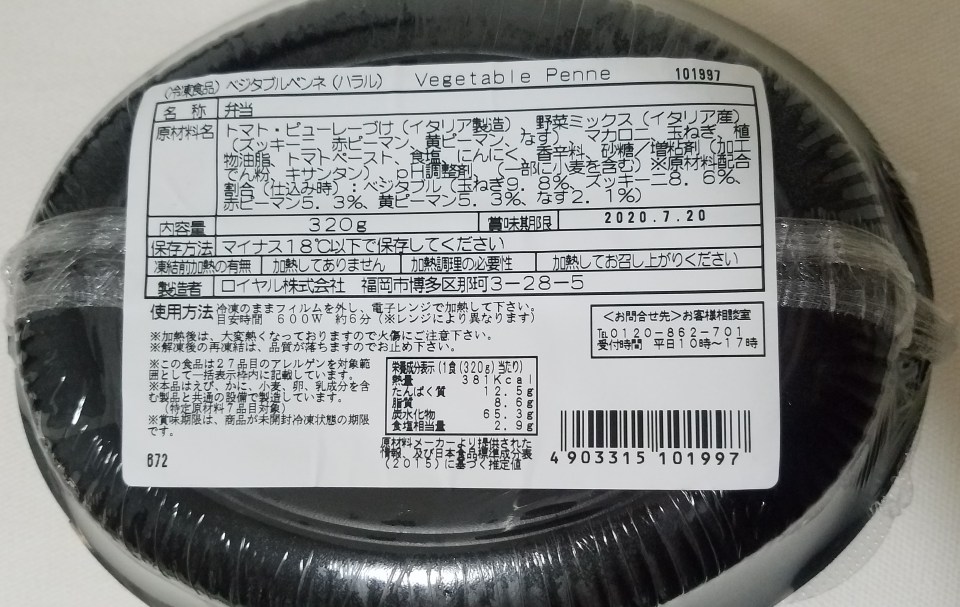 (冷凍食品) ベジタブルペンネ (ハラル) Vegetable Penne 101997
名称 弁当
原材料名 トマト・ピューレーづけ (イタリア製造) 野菜ミックス (イタリア産)
(ズッキーニ、赤ピーマン、黄ピーマン、なす)、マカロニ、玉ねぎ、植
物油脂、トマトペースト、食塩、にんにく、香辛料、砂糖/増粘剤 (加工
でん粉、キサンタン)、pH調整剤、(一部に小麦を含む) ※原材料配合
割合 (仕込み時):ベジタブル (玉ねぎ9.8%、ズッキーニ8.6%、
赤ピーマン5.3%、黄ピーマン5.3%、なす2.1%)
内容量 320g 賞味期限 2020.7.20
保存方法 マイナス18℃以下で保存してください
凍結前加熱の有無 加熱してありません 加熱調理の必要性 加熱してお召し上がりください
製造者 ロイヤル株式会社 福岡市博多区那珂3-28-5
使用方法 冷凍のままフィルムを外し、電子レンジで加熱して下さい。
目安時間 600W 約6分 (※レンジにより異なります)
※加熱後は、大変熱くなっておりますので火傷にご注意下さい。
※解凍後の再凍結は、品質が落ちますのでお止め下さい。
<お問合せ先>お客様相談室
TEL0120-862-701
受付時間 平日10時~17時
※この食品は27品目のアレルゲンを対象範
囲として一括表示枠内に記載しています。
※本品はえび、かに、小麦、卵、乳成分を含
む製品と共通の設備で製造しています。
(特定原材料7品目対象)
※賞味期限は、商品が未開封冷凍状態の期限
です。
B72
栄養成分表示 (1食 (320g) 当たり)
熱量 381Kcal
たんぱく質 12.5g
脂質 8.6g
炭水化物 65.3g
食塩相当量 2.9g
原材料メーカーより提供された
情報、及び日本食品標準成分表
(2015) に基づく推定値
4903315101997